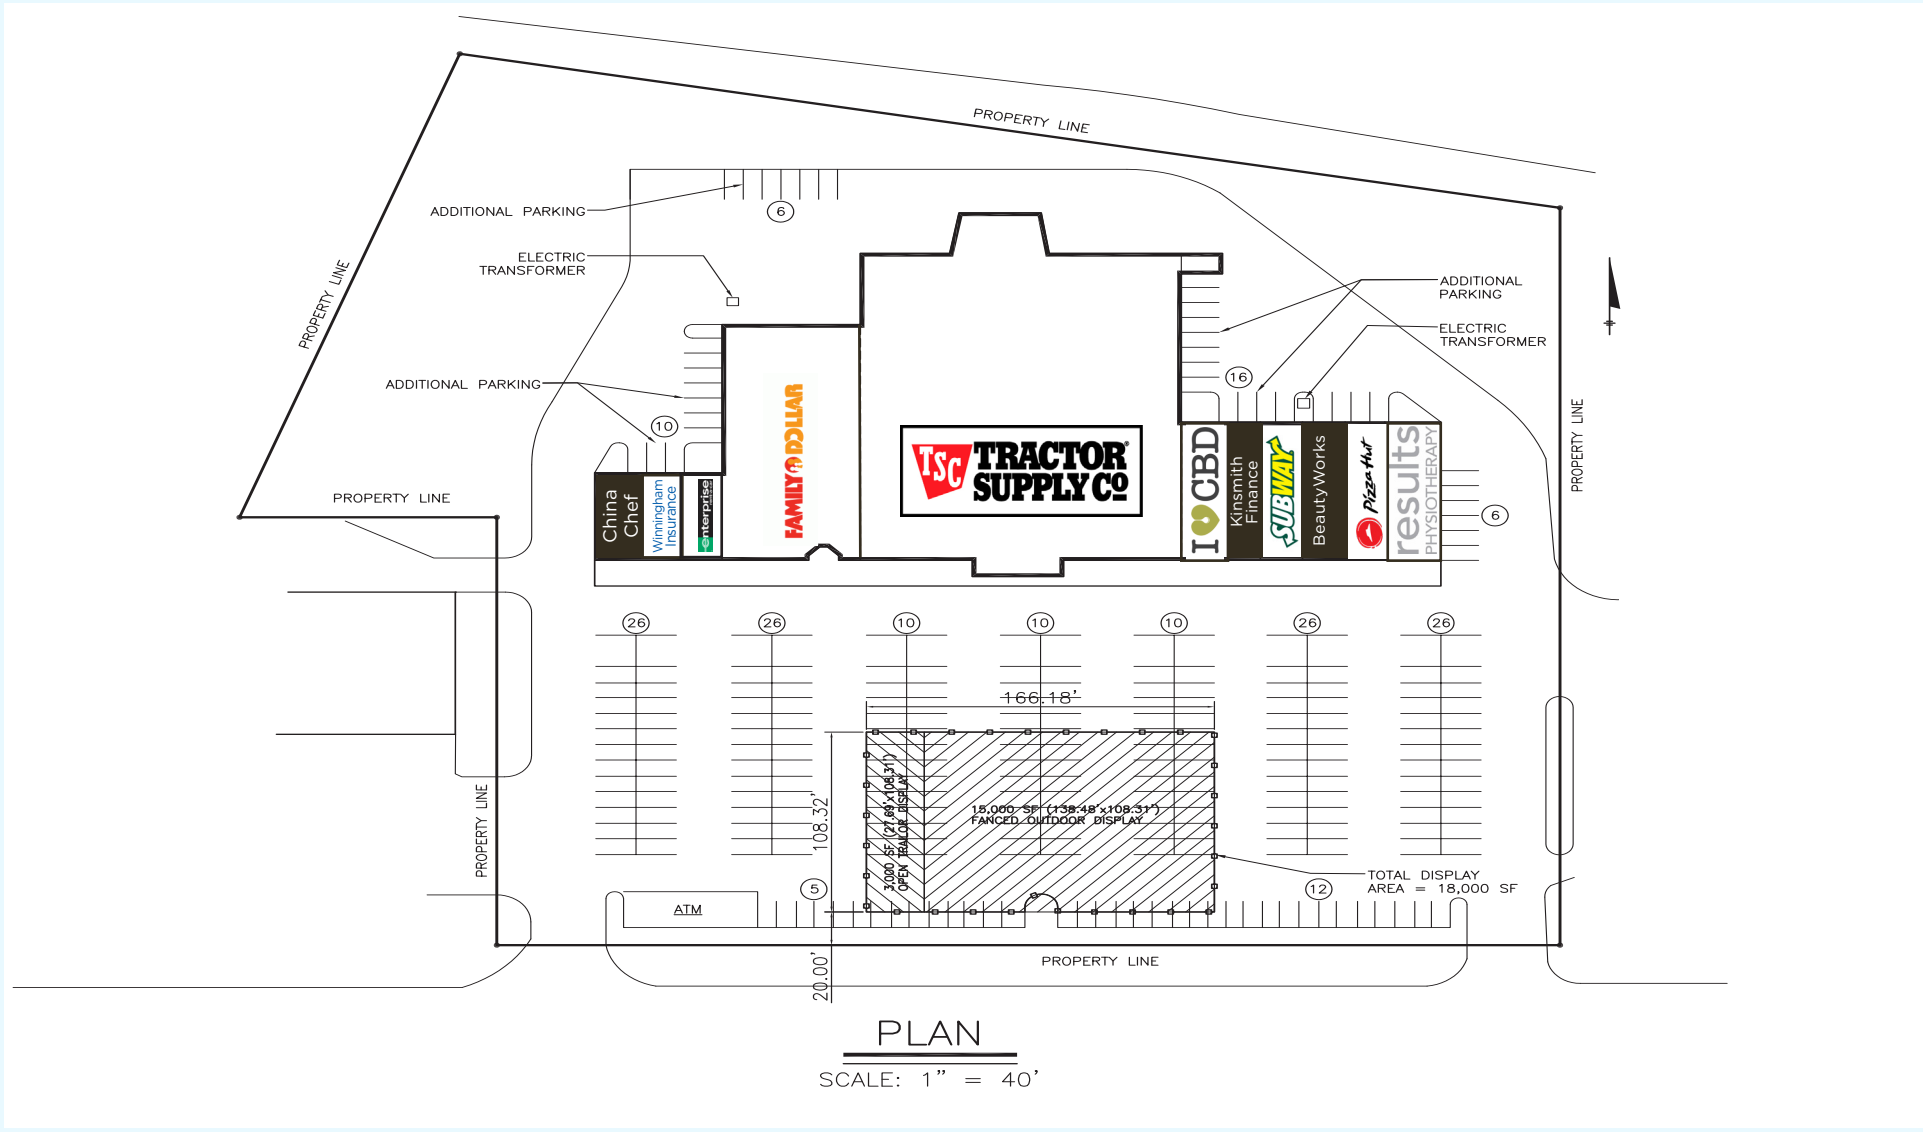 PROPERTY LINE
ADDITIONAL PARKING
6
ELECTRIC
TRANSFORMER
PROPERTY LINE
ADDITIONAL
PARKING
ELECTRIC
TRANSFORMER
ADDITIONAL PARKING
16
10
PROPERTY LINE
PROPERTY LINE
China
Chef
Winningham
Insurance
enterprise
FAMILY DOLLAR
TSC
TRACTOR
SUPPLY CO
I CBD
Kinsmith
Finance
SUBWAY
BeautyWorks
Pizza Hut
results
PHYSIOTHERAPY
6
26
26
10
10
10
26
26
166.18'
108.32'
3,000 SF (27.69'x108.31')
OPEN TRAILOR DISPLAY
15,000 SF (138.48'x108.31')
FANCED OUTDOOR DISPLAY
PROPERTY LINE
TOTAL DISPLAY
AREA = 18,000 SF
5
12
ATM
20.00'
PROPERTY LINE
PLAN
SCALE: 1" = 40'